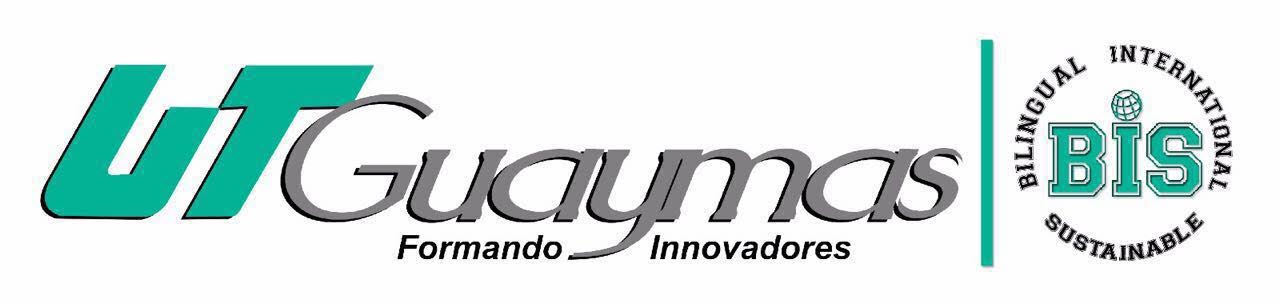 UTGuaymas
Formando Innovadores
BILINGUAL INTERNATIONAL
BIS
SUSTAINABLE